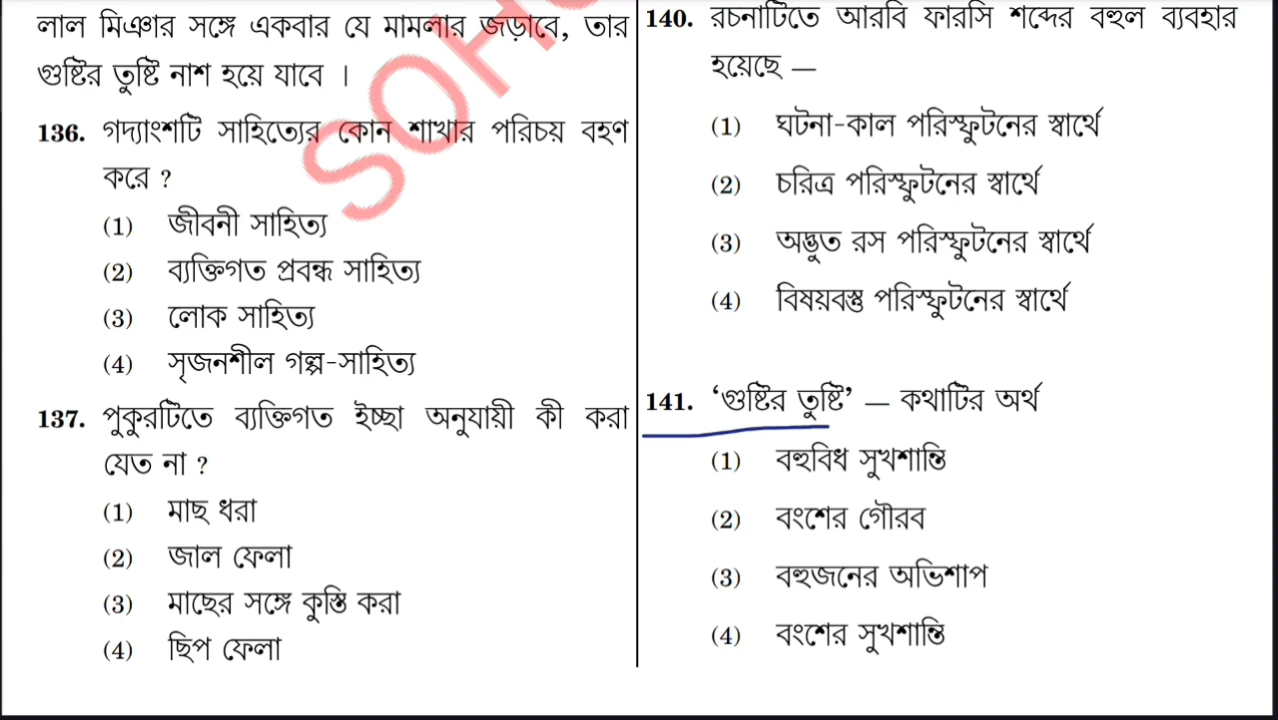 লাল মিঞার সঙ্গে একবার যে মামলার জড়াবে, তার
গুষ্টির তুষ্টি নাশ হয়ে যাবে ।
136. গদ্যাংশটি সাহিত্যের কোন শাখার পরিচয় বহণ
করে ?
(1) জীবনী সাহিত্য
(2) ব্যক্তিগত প্রবন্ধ সাহিত্য
(3) লোক সাহিত্য
(4) সৃজনশীল গল্প-সাহিত্য
137. পুকুরটিতে ব্যক্তিগত ইচ্ছা অনুযায়ী কী করা
যেত না ?
(1) মাছ ধরা
(2) জাল ফেলা
(3) মাছের সঙ্গে কুস্তি করা
(4) ছিপ ফেলা
140. রচনাটিতে আরবি ফারসি শব্দের বহুল ব্যবহার
হয়েছে —
(1) ঘটনা-কাল পরিস্ফুটনের স্বার্থে
(2) চরিত্র পরিস্ফুটনের স্বার্থে
(3) অদ্ভুত রস পরিস্ফুটনের স্বার্থে
(4) বিষয়বস্তু পরিস্ফুটনের স্বার্থে
141. ‘গুষ্টির তুষ্টি’ — কথাটির অর্থ
(1) বহুবিধ সুখশান্তি
(2) বংশের গৌরব
(3) বহুজনের অভিশাপ
(4) বংশের সুখশান্তি